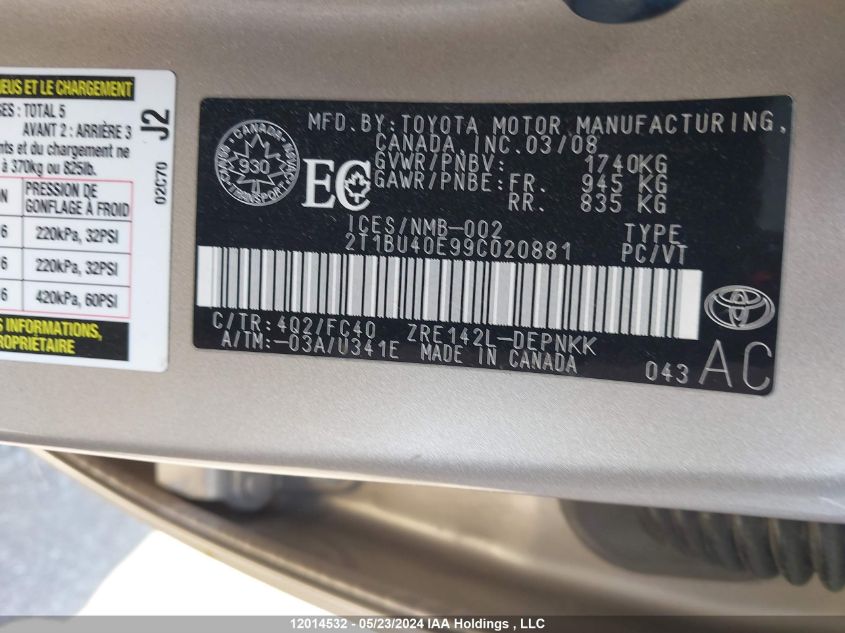 NEUS ET LE CHARGEMENT
TOTAL 5
AVANT 2 : ARRIÈRE 3
nts et du chargement ne
à 370kg ou 825lb.
PRESSION DE
GONFLAGE À FROID
220kPa, 32PSI
220kPa, 32PSI
420kPa, 60PSI
S INFORMATIONS,
PROPRIÉTAIRE
J2
02C70
CANADA
930
TRANSPORT
EC
MFD.BY: TOYOTA MOTOR MANUFACTURING,
CANADA, INC. 03/08
GVWR/PNBV: 1740KG
GAWR/PNBE: FR. 945 KG
RR. 835 KG
ICES/NMB-002
2T1BU40E99C020881
TYPE
PC/VT
C/TR: 4Q2/FC40 ZRE142L-DEPNKK
A/TM:-03A/U341E MADE IN CANADA
043 AC
12014532 - 05/23/2024 IAA Holdings , LLC